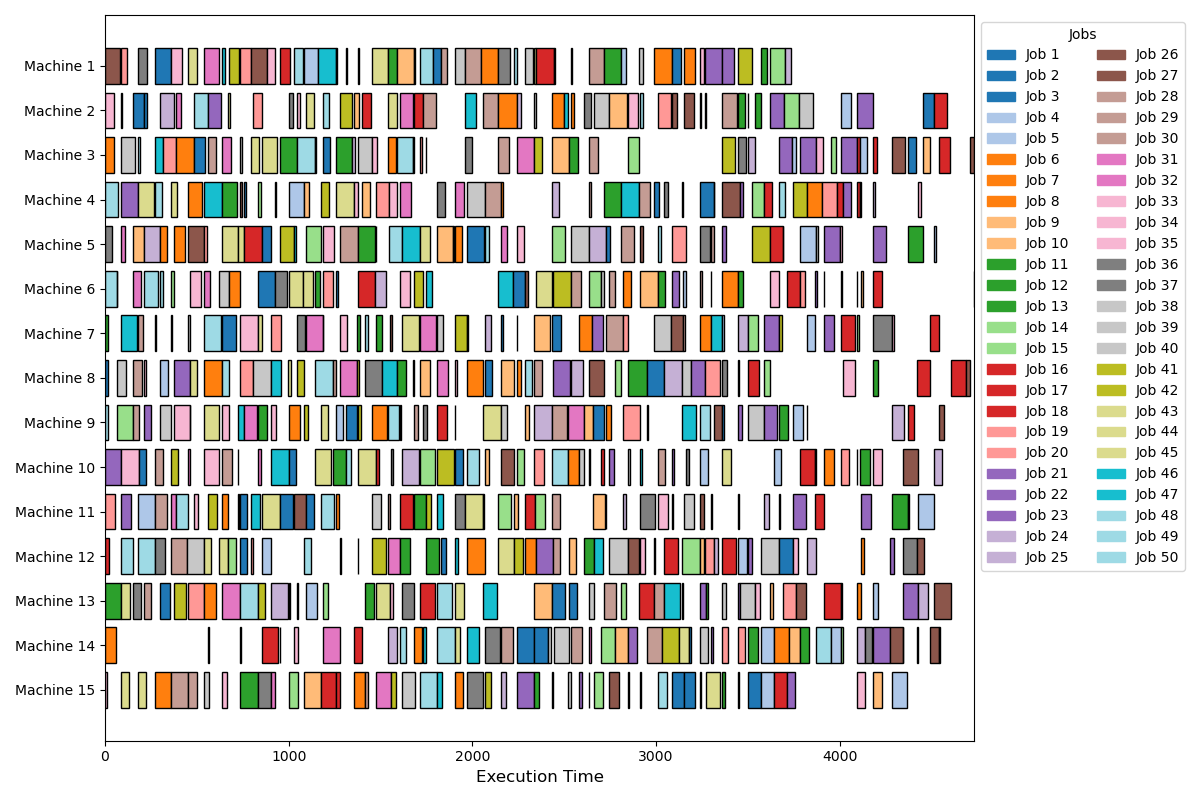 Machine 1
Machine 2
Machine 3
Machine 4
Machine 5
Machine 6
Machine 7
Machine 8
Machine 9
Machine 10
Machine 11
Machine 12
Machine 13
Machine 14
Machine 15
0 1000 2000 3000 4000
Execution Time
Jobs
Job 1 Job 26
Job 2 Job 27
Job 3 Job 28
Job 4 Job 29
Job 5 Job 30
Job 6 Job 31
Job 7 Job 32
Job 8 Job 33
Job 9 Job 34
Job 10 Job 35
Job 11 Job 36
Job 12 Job 37
Job 13 Job 38
Job 14 Job 39
Job 15 Job 40
Job 16 Job 41
Job 17 Job 42
Job 18 Job 43
Job 19 Job 44
Job 20 Job 45
Job 21 Job 46
Job 22 Job 47
Job 23 Job 48
Job 24 Job 49
Job 25 Job 50